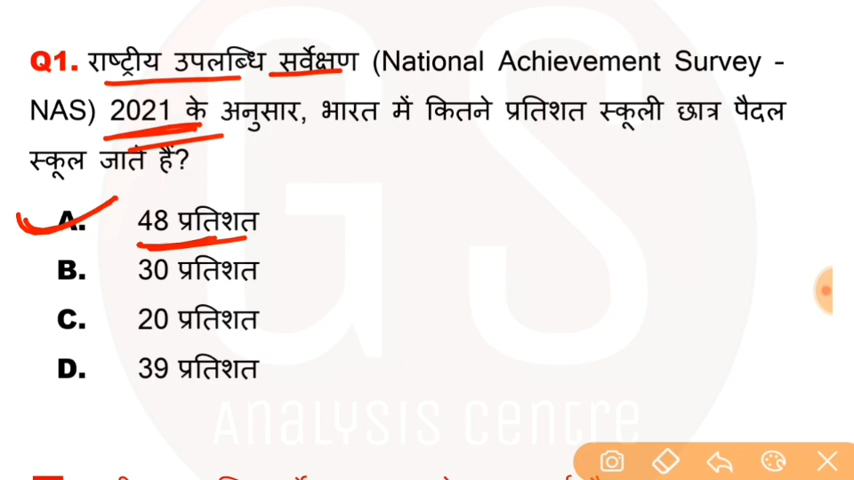 Q1. राष्ट्रीय उपलब्धि सर्वेक्षण (National Achievement Survey -
NAS) 2021 के अनुसार, भारत में कितने प्रतिशत स्कूली छात्र पैदल
स्कूल जाते हैं?
A. 48 प्रतिशत
B. 30 प्रतिशत
C. 20 प्रतिशत
D. 39 प्रतिशत
GS
Analysis Centre